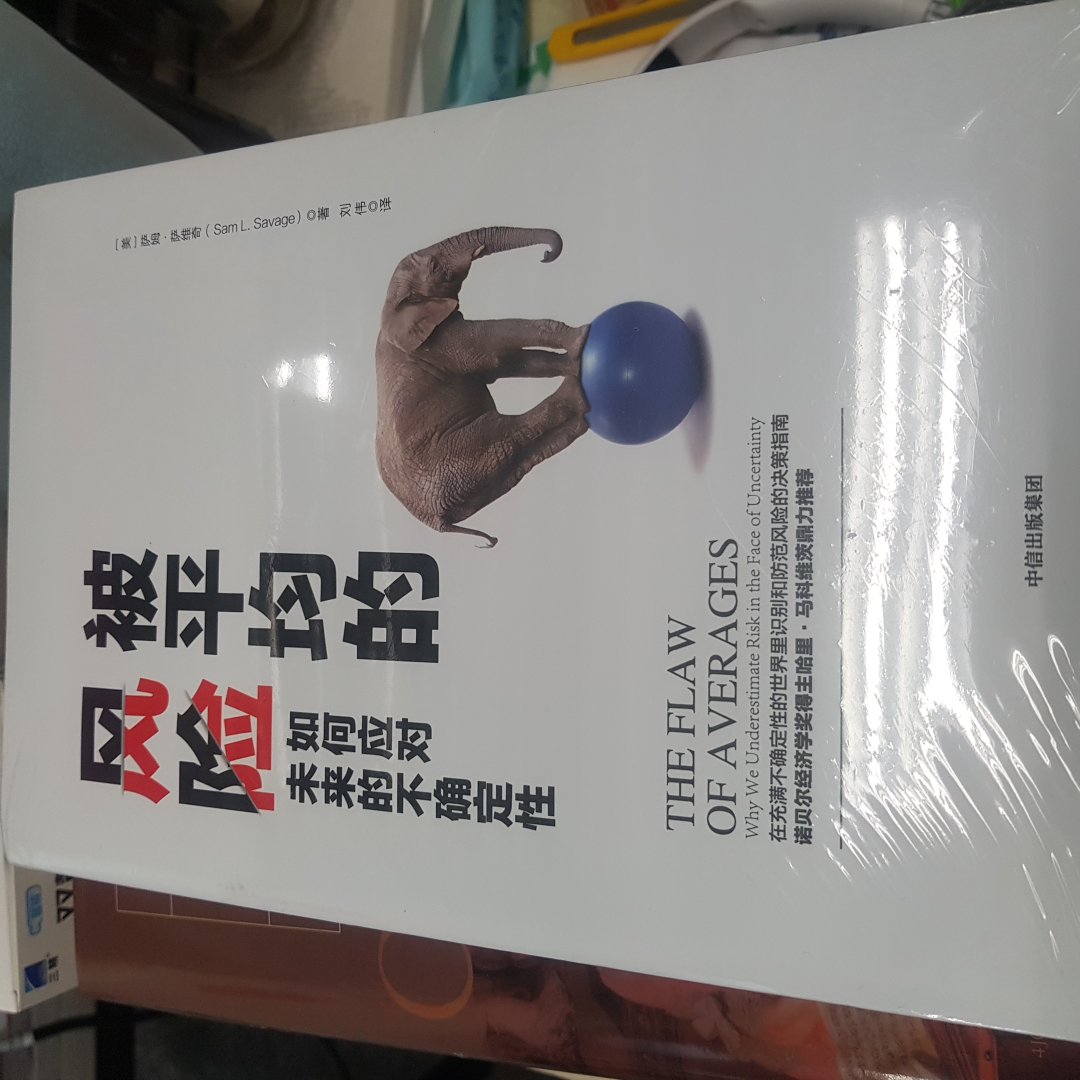 [美]萨姆·萨维奇(Sam L. Savage)◎著 刘伟◎译
被平均的
风险
如何应对
未来的不确定性
THE FLAW
OF AVERAGES
Why We Underestimate Risk in the Face of Uncertainty
在充满不确定性的世界里识别和防范风险的决策指南
诺贝尔经济学奖得主哈里·马科维茨鼎力推荐
中信出版集团